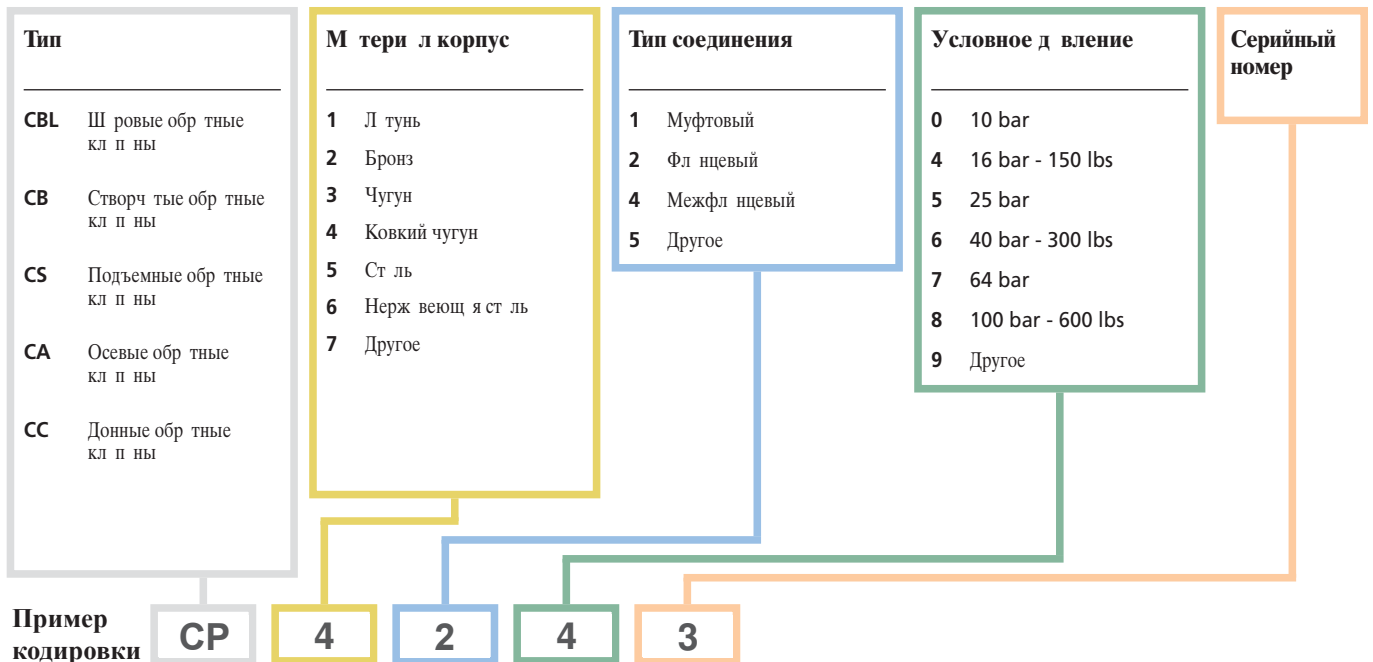 Тип
CBL Ш ровые обр тные
кл п ны
CB Створч тые обр тные
кл п ны
CS Подъемные обр тные
кл п ны
CA Осевые обр тные
кл п ны
CC Донные обр тные
кл п ны
М тери л корпус
1 Л тунь
2 Бронз
3 Чугун
4 Ковкий чугун
5 Ст ль
6 Нерж веющ я ст ль
7 Другое
Тип соединения
1 Муфтовый
2 Фл нцевый
4 Межфл нцевый
5 Другое
Условное д вление
0 10 bar
4 16 bar - 150 lbs
5 25 bar
6 40 bar - 300 lbs
7 64 bar
8 100 bar - 600 lbs
9 Другое
Серийный
номер
Пример
кодировки
CP 4 2 4 3